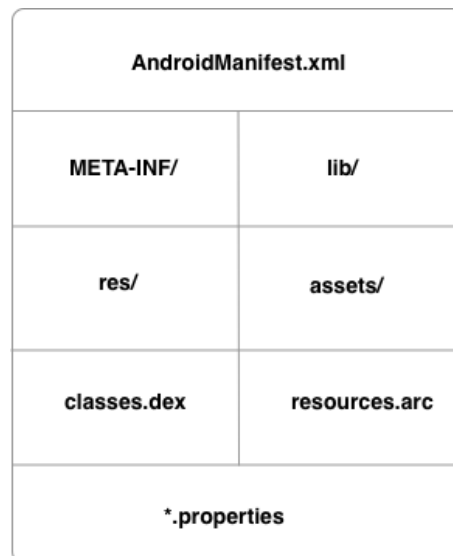 AndroidManifest.xml
META-INF/ lib/
res/ assets/
classes.dex resources.arc
*.properties